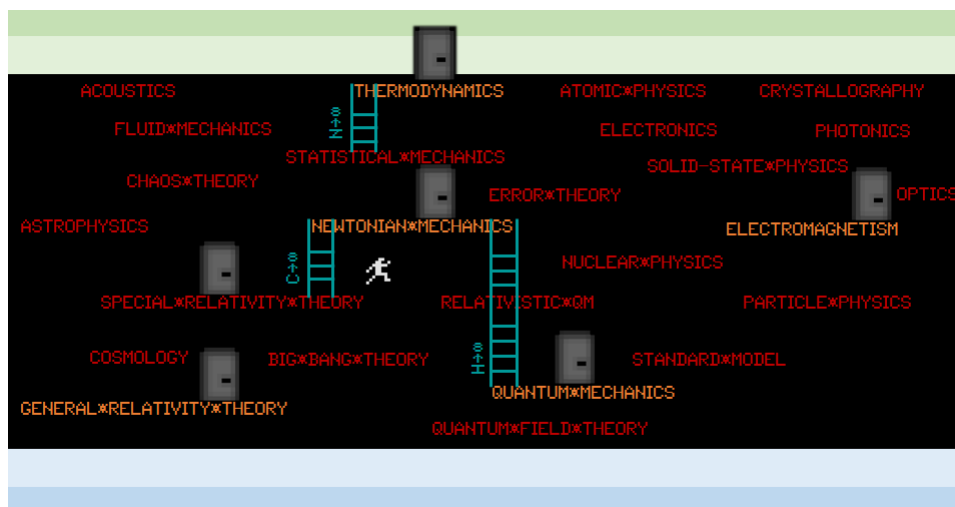 THERMODYNAMICS
ACOUSTICS
ATOMIC*PHYSICS
CRYSTALLOGRAPHY
N→∞
FLUID*MECHANICS
ELECTRONICS
PHOTONICS
STATISTICAL*MECHANICS
SOLID-STATE*PHYSICS
CHAOS*THEORY
ERROR*THEORY
OPTICS
ASTROPHYSICS
NEWTONIAN*MECHANICS
ELECTROMAGNETISM
C→∞
NUCLEAR*PHYSICS
SPECIAL*RELATIVITY*THEORY
RELATIVISTIC*QM
PARTICLE*PHYSICS
H→∞
COSMOLOGY
BIG*BANG*THEORY
STANDARD*MODEL
QUANTUM*MECHANICS
GENERAL*RELATIVITY*THEORY
QUANTUM*FIELD*THEORY